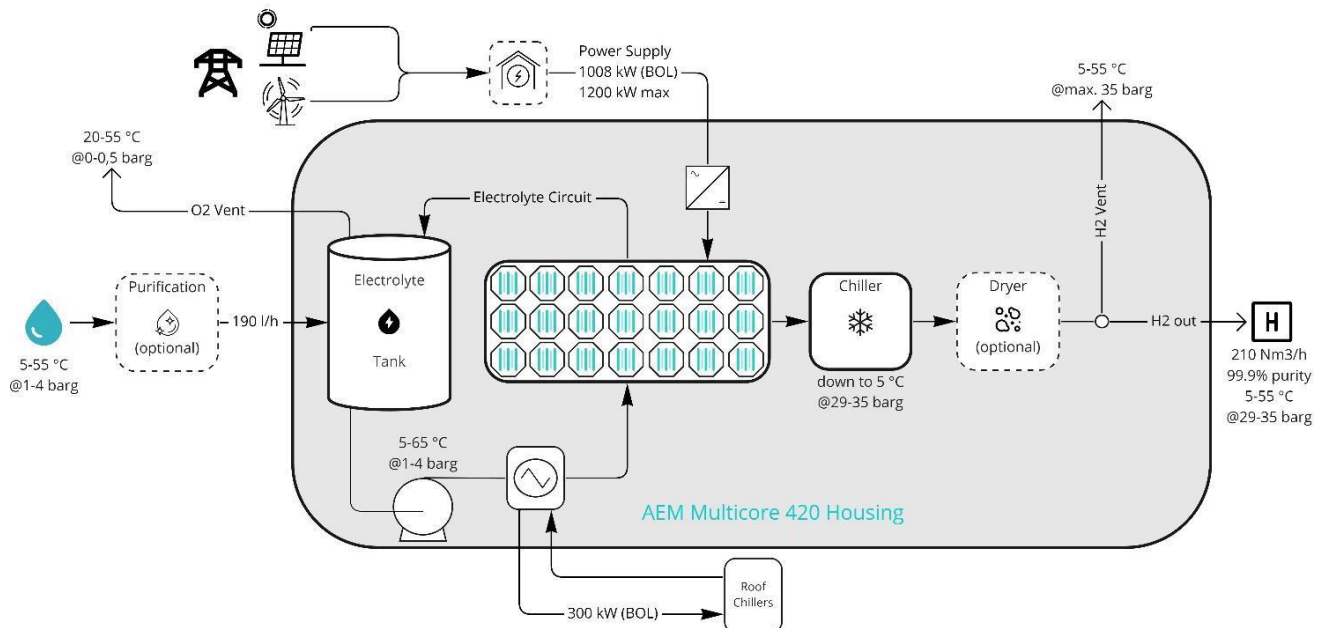 Power Supply
1008 kW (BOL)
1200 kW max
5-55 °C
@max. 35 barg
20-55 °C
@0-0,5 barg
O2 Vent
Electrolyte Circuit
H2 Vent
Purification
(optional)
190 l/h
5-55 °C
@1-4 barg
Electrolyte
Tank
Chiller
down to 5 °C
@29-35 barg
Dryer
(optional)
H2 out
H
210 Nm3/h
99.9% purity
5-55 °C
@29-35 barg
5-65 °C
@1-4 barg
AEM Multicore 420 Housing
300 kW (BOL)
Roof
Chillers